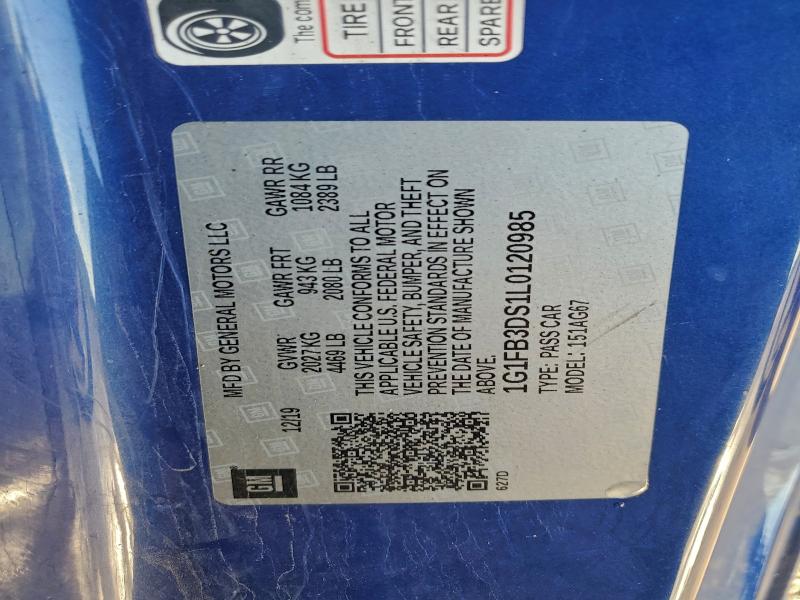 The com
TIRE
FRONT
REAR
SPARE
GM
MFD BY GENERAL MOTORS LLC
12/19 GVWR GAWR FRT GAWR RR
2027 KG 943 KG 1084 KG
4469 LB 2080 LB 2389 LB
THIS VEHICLE CONFORMS TO ALL
APPLICABLE U.S. FEDERAL MOTOR
VEHICLE SAFETY, BUMPER, AND THEFT
PREVENTION STANDARDS IN EFFECT ON
THE DATE OF MANUFACTURE SHOWN
ABOVE.
1G1FB3DS1L0120985
627D TYPE: PASS CAR
MODEL: 151AG67